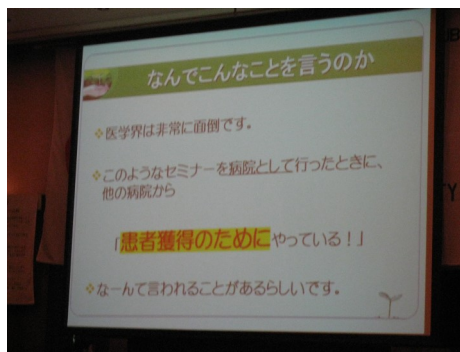 なんでこんなことを言うのか
医学界は非常に面倒です。
このようなセミナーを病院として行ったときに、
他の病院から
「患者獲得のためにやっている！」
なーんて言われることがあるらしいです。